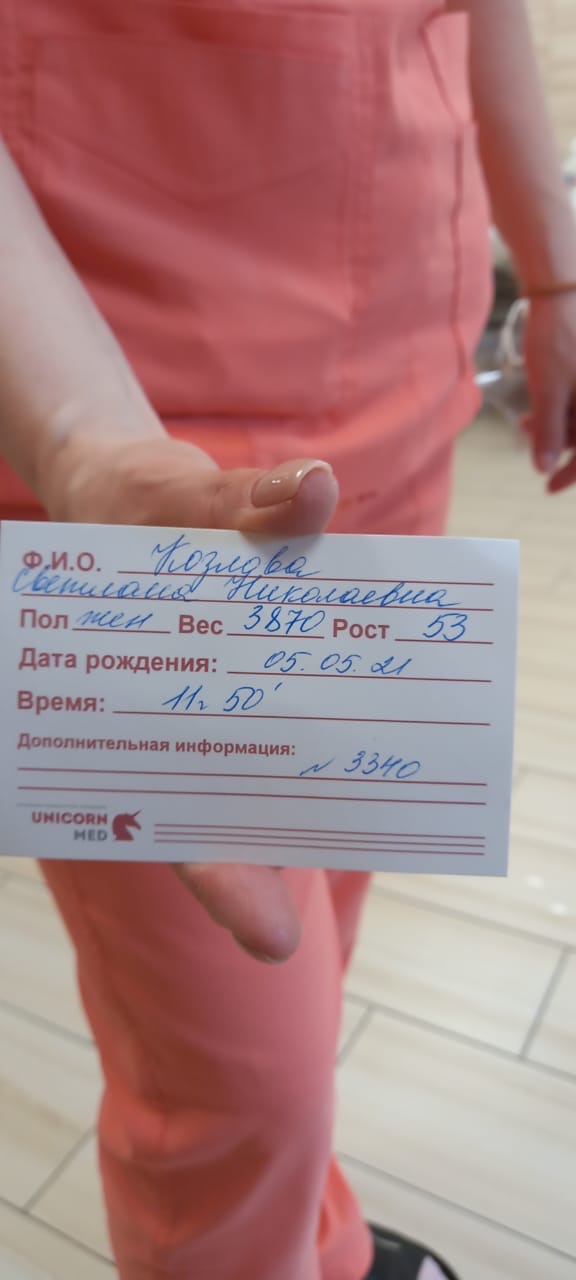 Ф.И.О. Козлава
Светлана Николаевна
Пол жен Вес 3870 Рост 53
Дата рождения: 05.05.21
Время: 11ч 50'
Дополнительная информация:
№ 3340
UNICORN
MED